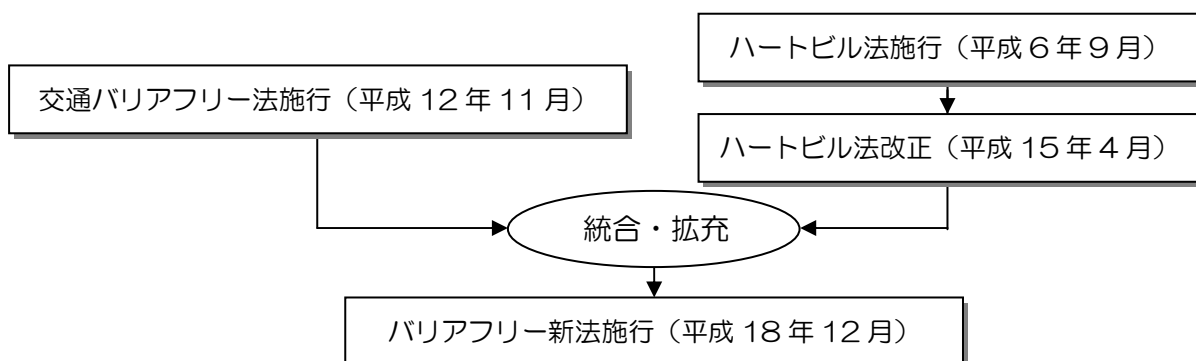 ハートビル法施行（平成６年９月）
交通バリアフリー法施行（平成 12 年 11 月）
ハートビル法改正（平成 15 年 4 月）
統合・拡充
バリアフリー新法施行（平成 18 年 12 月）